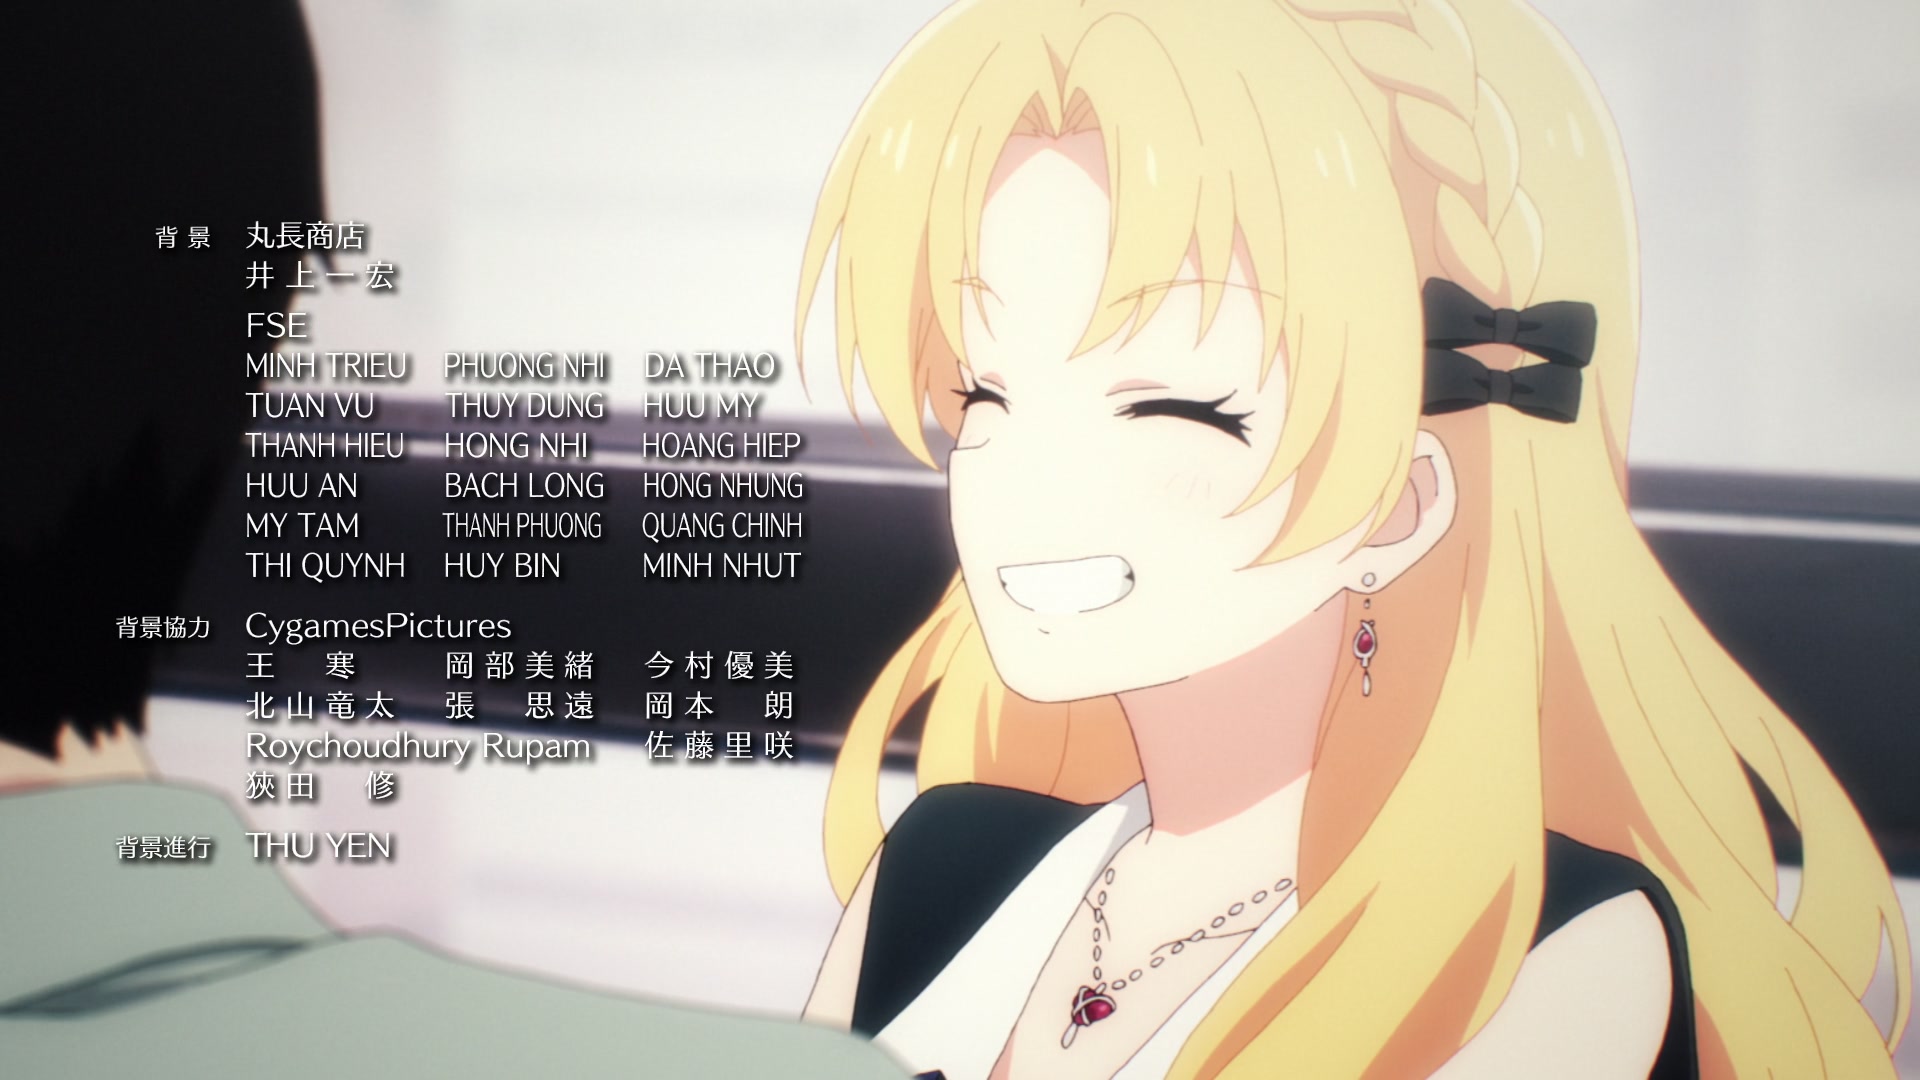 背景 丸長商店
井上一宏
FSE
MINH TRIEU PHUONG NHI DA THAO
TUAN VU THUY DUNG HUU MY
THANH HIEU HONG NHI HOANG HIEP
HUU AN BACH LONG HONG NHUNG
MY TAM THANH PHUONG QUANG CHINH
THI QUYNH HUY BIN MINH NHUT
背景協力 CygamesPictures
王寒 岡部美緒 今村優美
北山竜太 張思遠 岡本朗
Roychoudhury Rupam 佐藤里咲
狹田修
背景進行 THU YEN